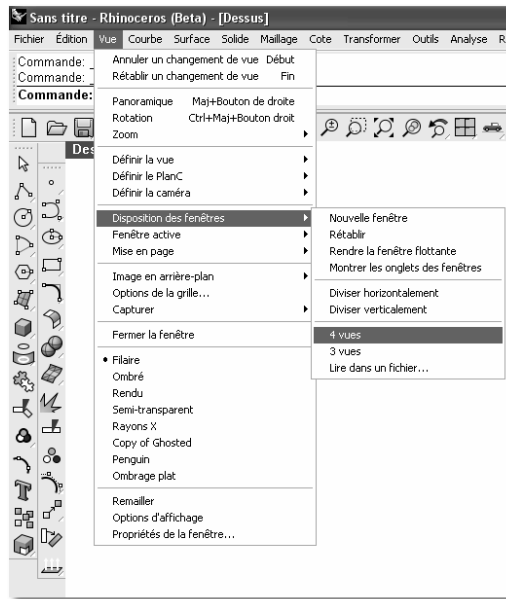 Sans titre - Rhinoceros (Beta) - [Dessus]
Fichier Édition Vue Courbe Surface Solide Maillage Cote Transformer Outils Analyse R
Commande: _
Commande: _
Commande:
Annuler un changement de vue Début
Rétablir un changement de vue Fin
Panoramique Maj+Bouton de droite
Rotation Ctrl+Maj+Bouton droit
Zoom
Des
Définir la vue
Définir le PlanC
Définir la caméra
Disposition des fenêtres
Fenêtre active
Mise en page
Image en arrière-plan
Options de la grille...
Capturer
Fermer la fenêtre
Filaire
Ombré
Rendu
Semi-transparent
Rayons X
Copy of Ghosted
Penguin
Ombrage plat
Remailler
Options d'affichage
Propriétés de la fenêtre...
Nouvelle fenêtre
Rétablir
Rendre la fenêtre flottante
Montrer les onglets des fenêtres
Diviser horizontalement
Diviser verticalement
4 vues
3 vues
Lire dans un fichier...